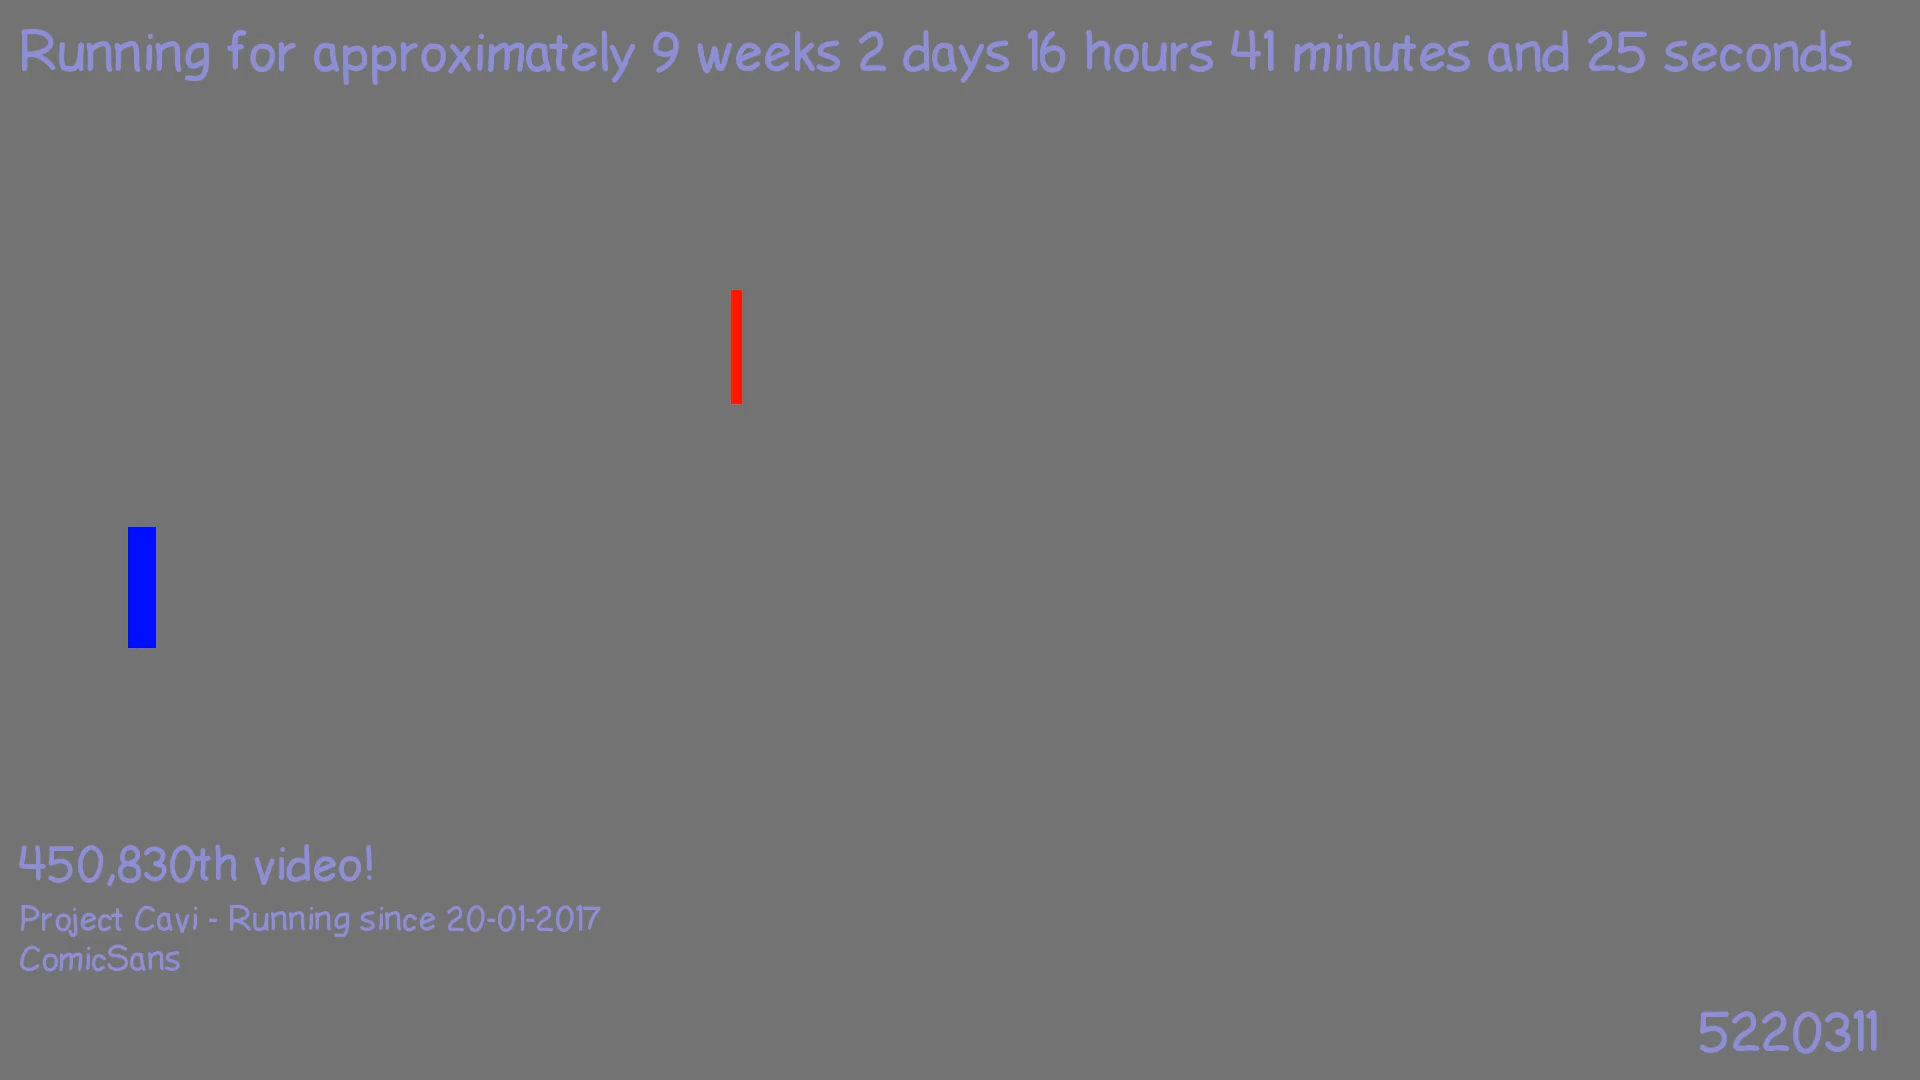 Running for approximately 9 weeks 2 days 16 hours 41 minutes and 25 seconds
450,830th video!
Project Cavi - Running since 20-01-2017
ComicSans
5220311